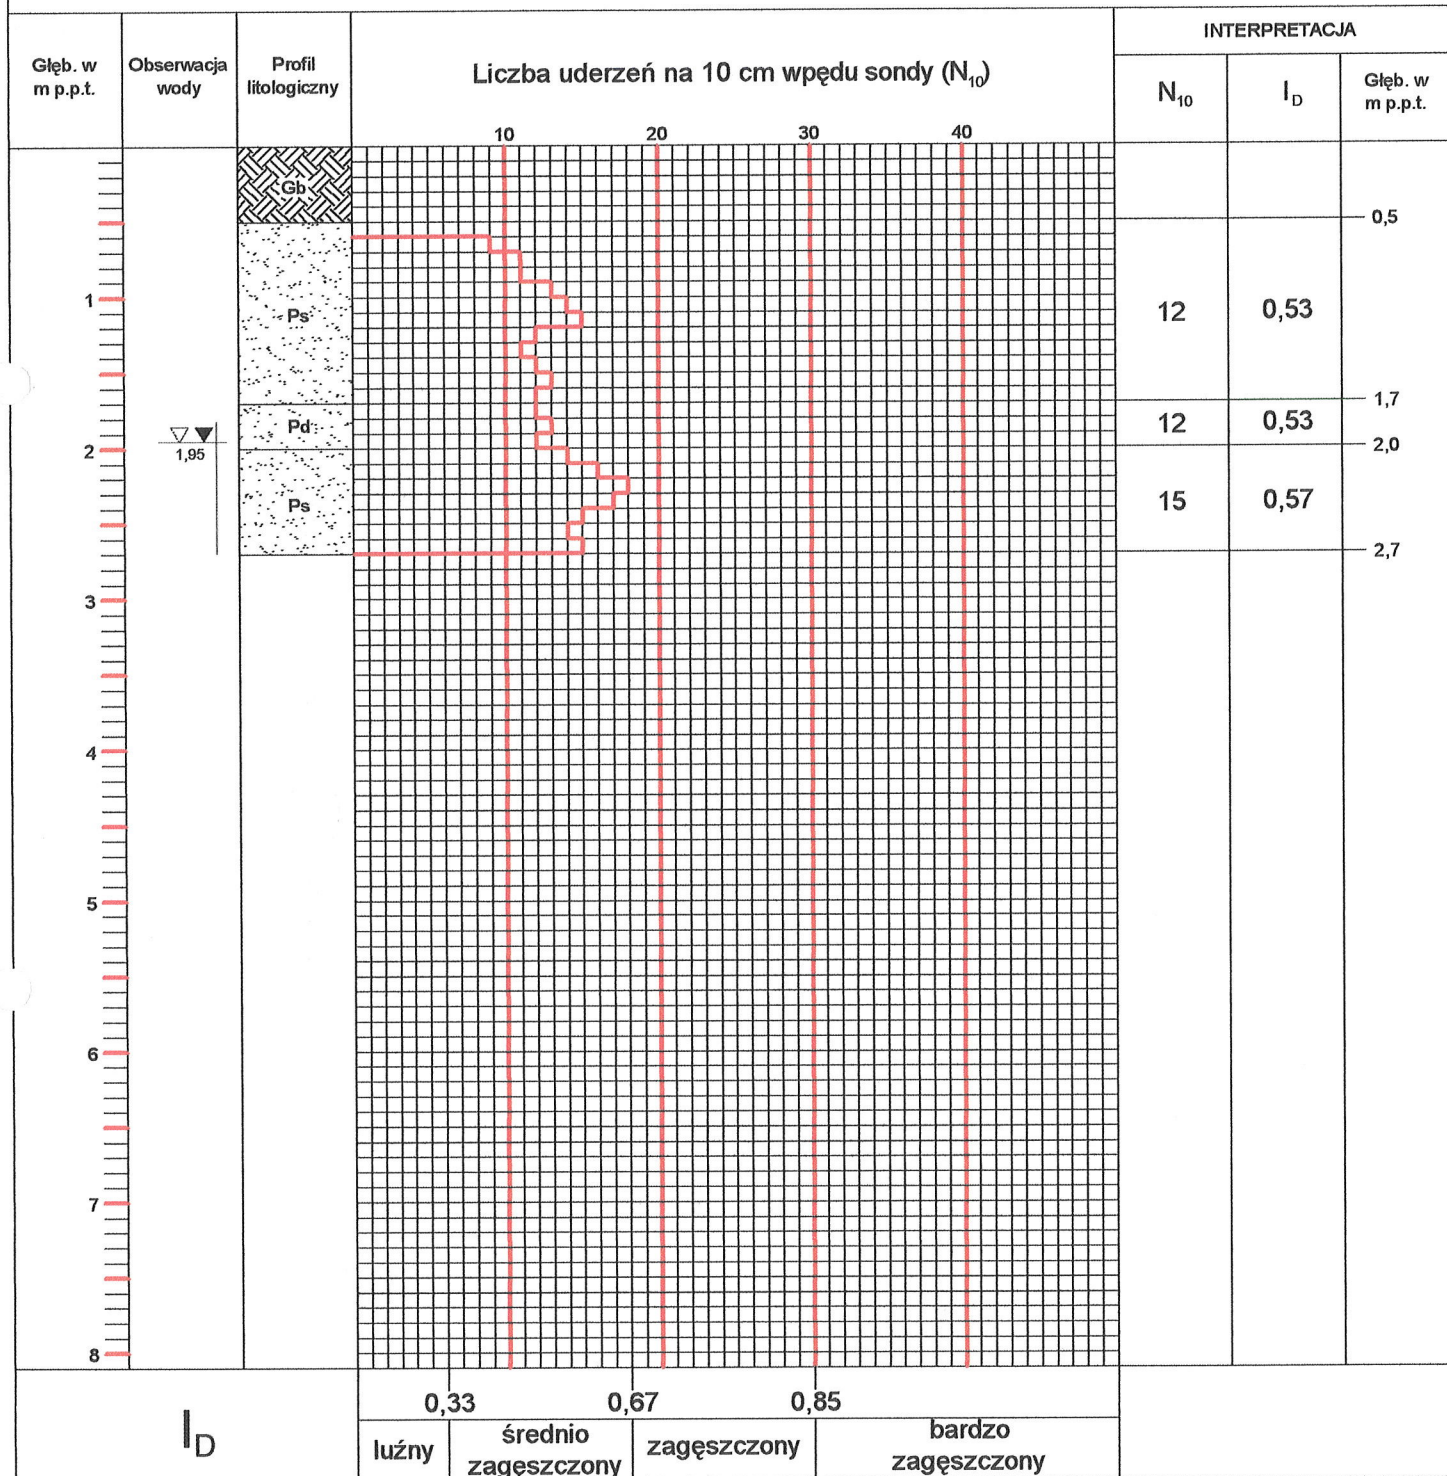 INTERPRETACJA
Głęb. w
m p.p.t.
Obserwacja
wody
Profil
litologiczny
Liczba uderzeń na 10 cm wpędu sondy (N₁₀)
N₁₀
I_D
Głęb. w
m p.p.t.
10 20 30 40
Gb
0,5
1
Ps
12 0,53
1,7
Pd
12 0,53
2,0
2
1,95
Ps
15 0,57
2,7
3
4
5
6
7
8
I_D
0,33 0,67 0,85
luźny
średnio
zagęszczony
zagęszczony
bardzo
zagęszczony